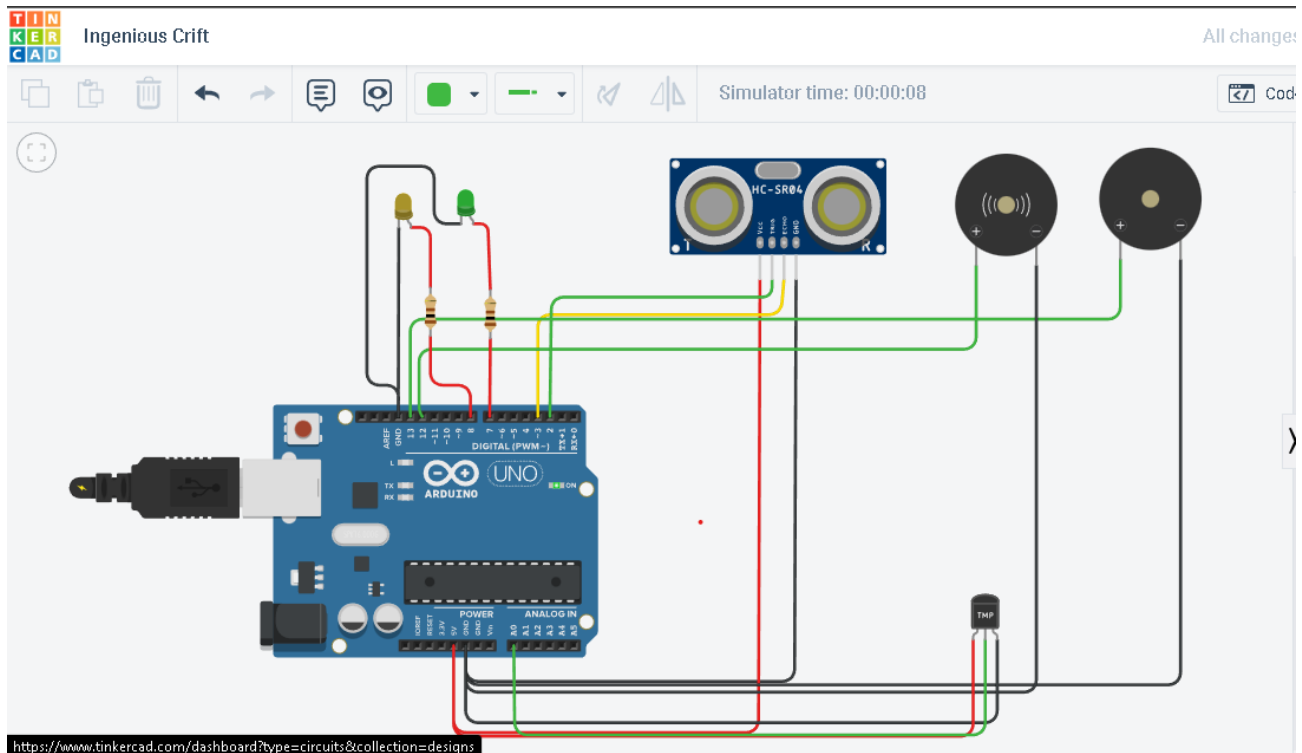 TIN
KER
CAD
Ingenious Crift
All changes
Simulator time: 00:00:08
Cod
HC-SR04
VCC
TRIG
ECHO
GND
T
R
+
-
+
-
AREF
GND
13
12
~11
~10
~9
8
7
~6
~5
4
~3
2
TX→1
RX←0
DIGITAL (PWM~)
L
TX
RX
ARDUINO
UNO
ON
POWER
ANALOG IN
IOREF
RESET
3.3V
5V
GND
GND
Vin
A0
A1
A2
A3
A4
A5
TMP
https://www.tinkercad.com/dashboard?type=circuits&collection=designs